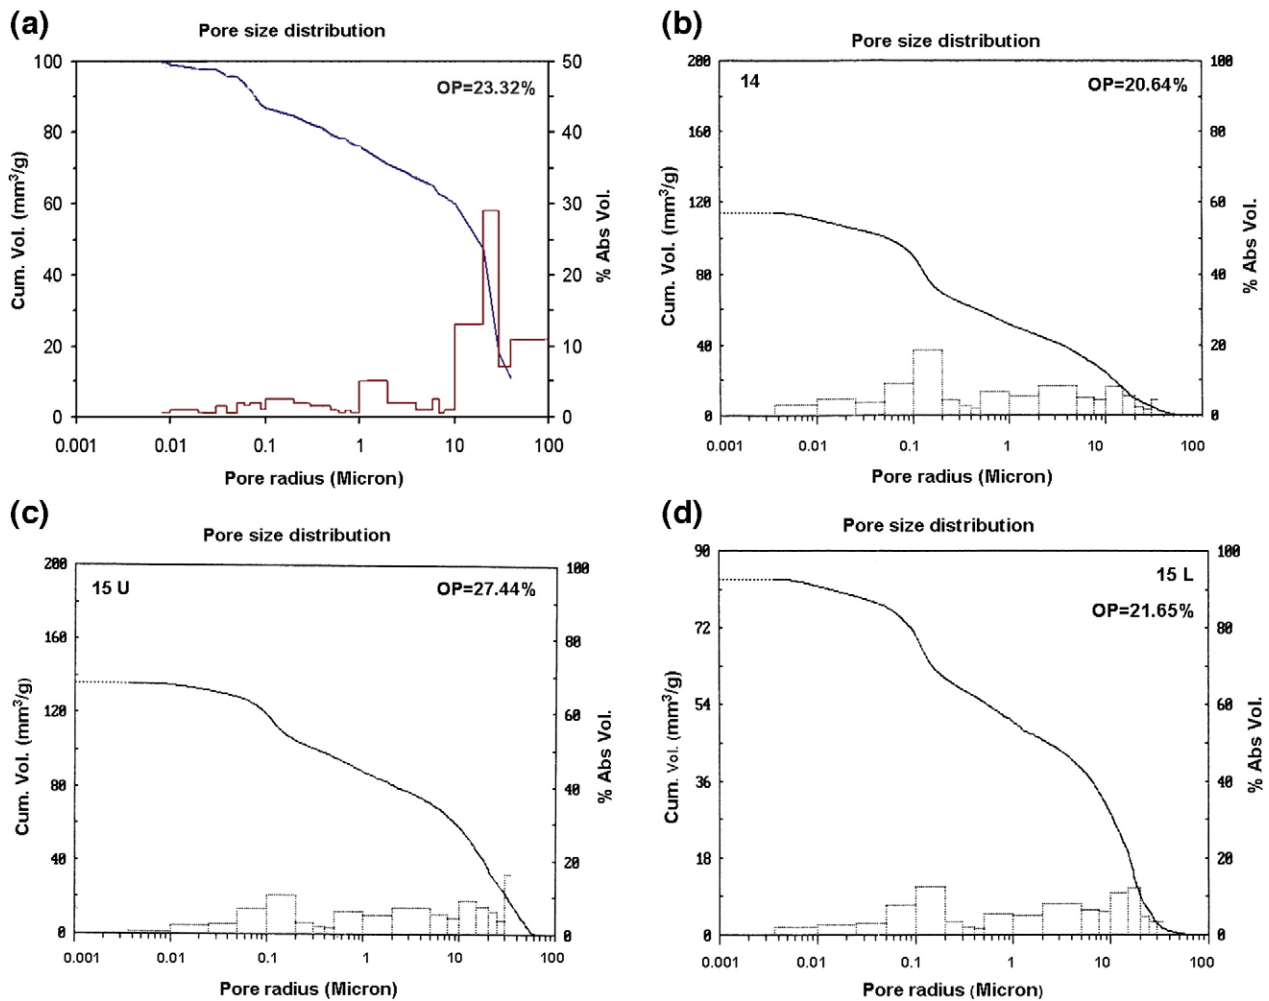 (a)
Pore size distribution
OP=23.32%
100
80
60
40
20
0
50
40
30
20
10
0
Cum. Vol. (mm³/g)
% Abs Vol.
0.001 0.01 0.1 1 10 100
Pore radius (Micron)
(b)
Pore size distribution
14
OP=20.64%
200
160
120
80
40
0
100
80
60
40
20
0
Cum. Vol. (mm³/g)
% Abs Vol.
0.001 0.01 0.1 1 10 100
Pore radius (Micron)
(c)
Pore size distribution
15 U
OP=27.44%
200
160
120
80
40
0
100
80
60
40
20
0
Cum. Vol. (mm³/g)
% Abs Vol.
0.001 0.01 0.1 1 10 100
Pore radius (Micron)
(d)
Pore size distribution
15 L
OP=21.65%
90
72
54
36
18
0
100
80
60
40
20
0
Cum. Vol. (mm³/g)
% Abs Vol.
0.001 0.01 0.1 1 10 100
Pore radius (Micron)